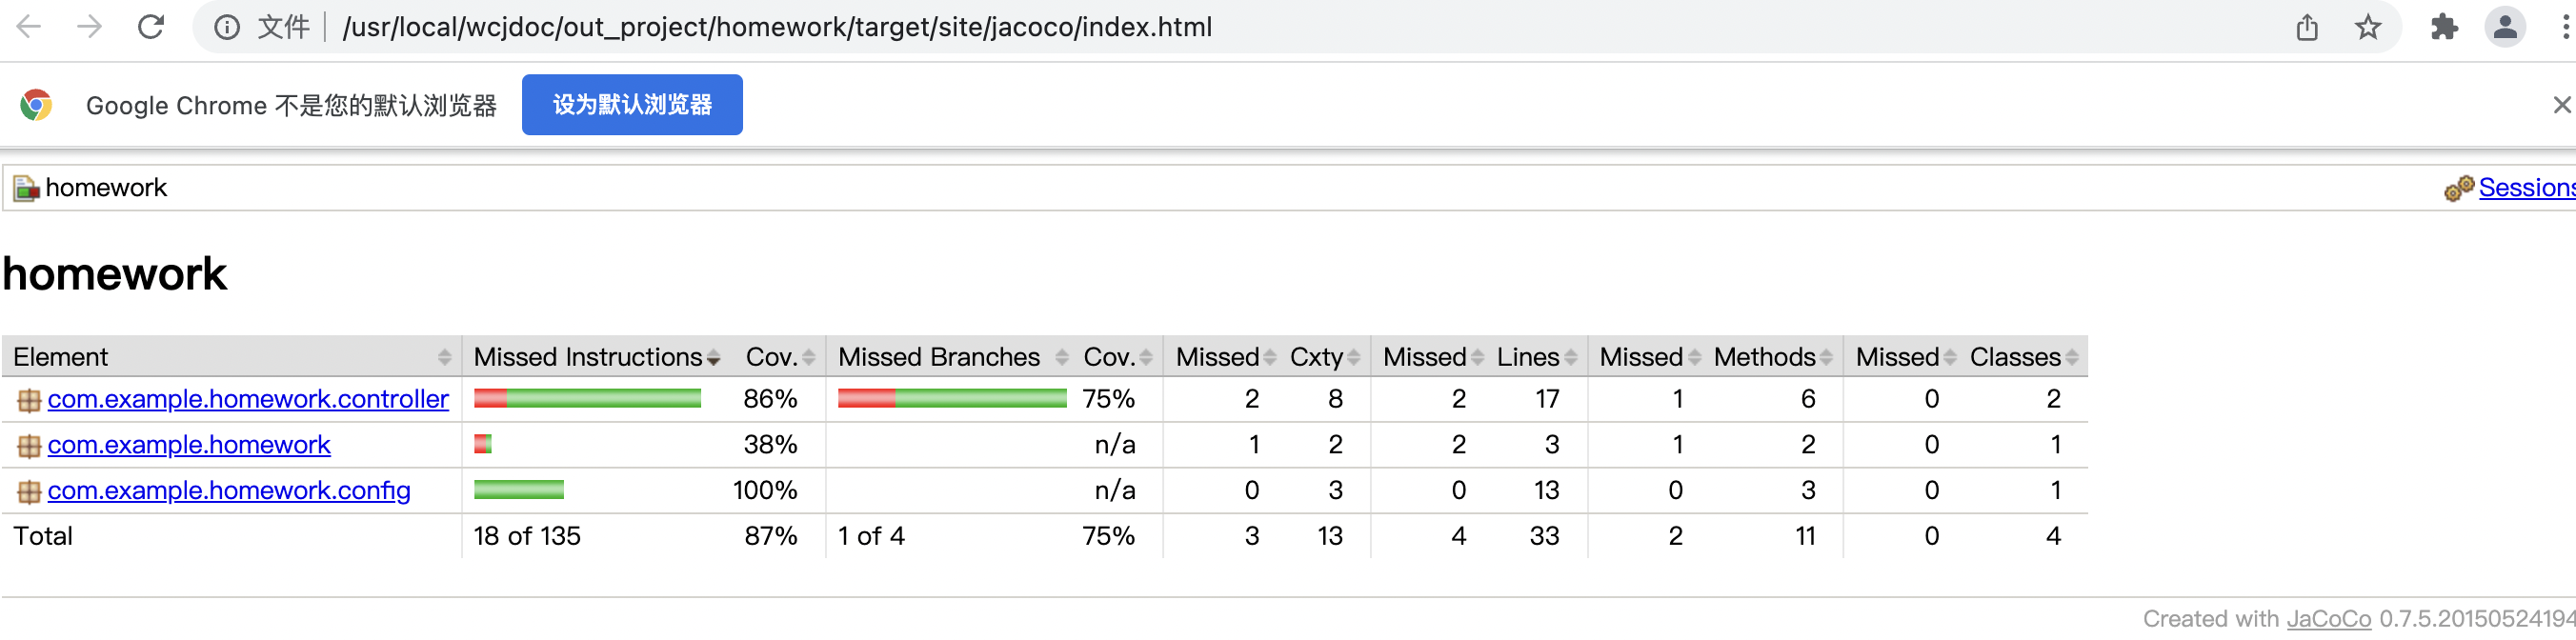 文件 /usr/local/wcjdoc/out_project/homework/target/site/jacoco/index.html
Google Chrome 不是您的默认浏览器 设为默认浏览器
homework Sessions
homework
Element Missed Instructions Cov. Missed Branches Cov. Missed Cxty Missed Lines Missed Methods Missed Classes
com.example.homework.controller 86% 75% 2 8 2 17 1 6 0 2
com.example.homework 38% n/a 1 2 2 3 1 2 0 1
com.example.homework.config 100% n/a 0 3 0 13 0 3 0 1
Total 18 of 135 87% 1 of 4 75% 3 13 4 33 2 11 0 4
Created with JaCoCo 0.7.5.20150524194